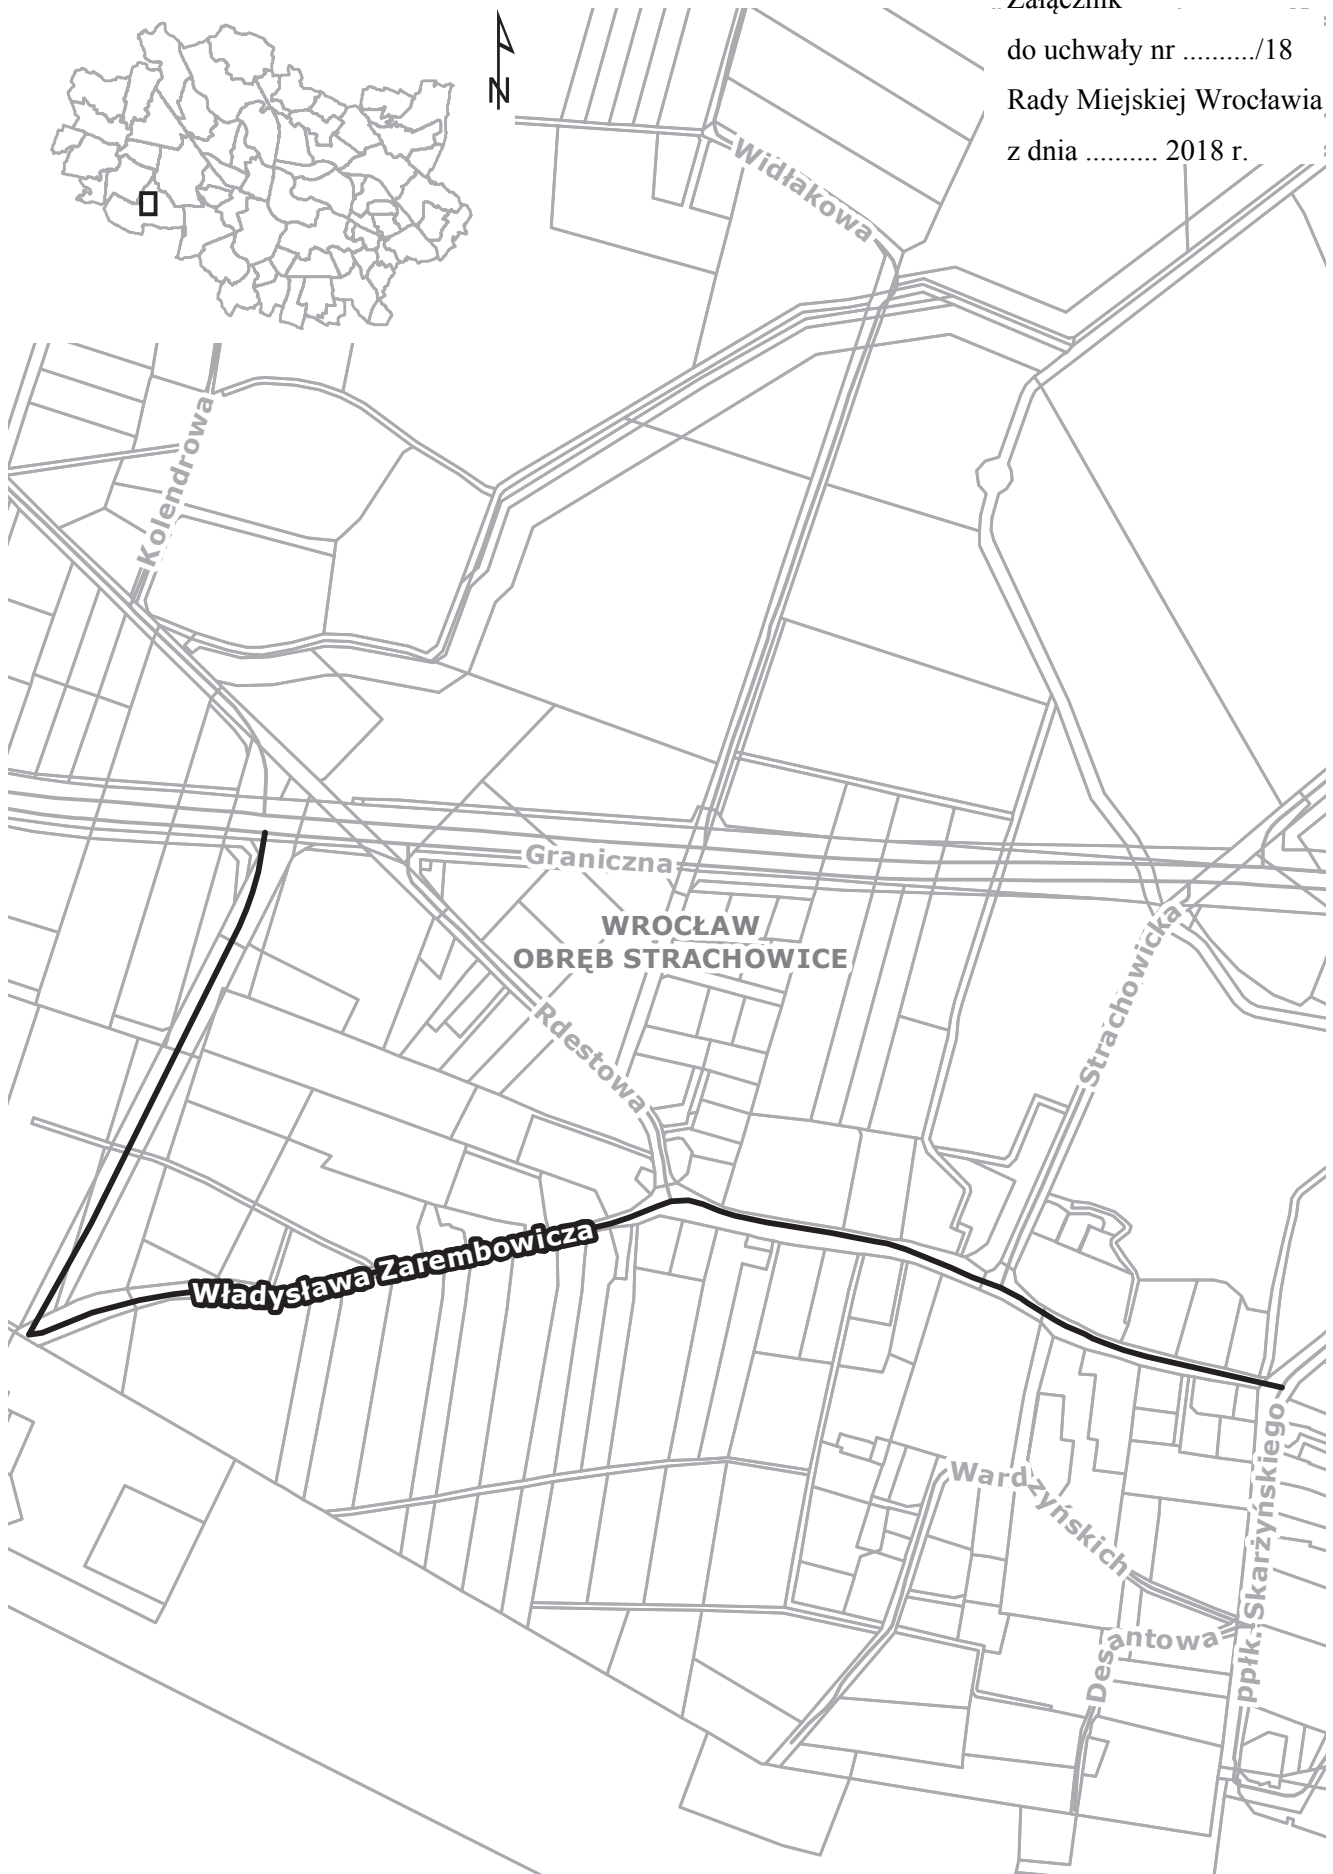 Załącznik
do uchwały nr ........../18
Rady Miejskiej Wrocławia
z dnia .......... 2018 r.
N
Widłakowa
Kolendrowa
Graniczna
WROCŁAW
OBRĘB STRACHOWICE
Strachowicka
Rdestowa
Władysława Zarembowicza
Wardzyńskich
ppłk. Skarżyńskiego
Desantowa